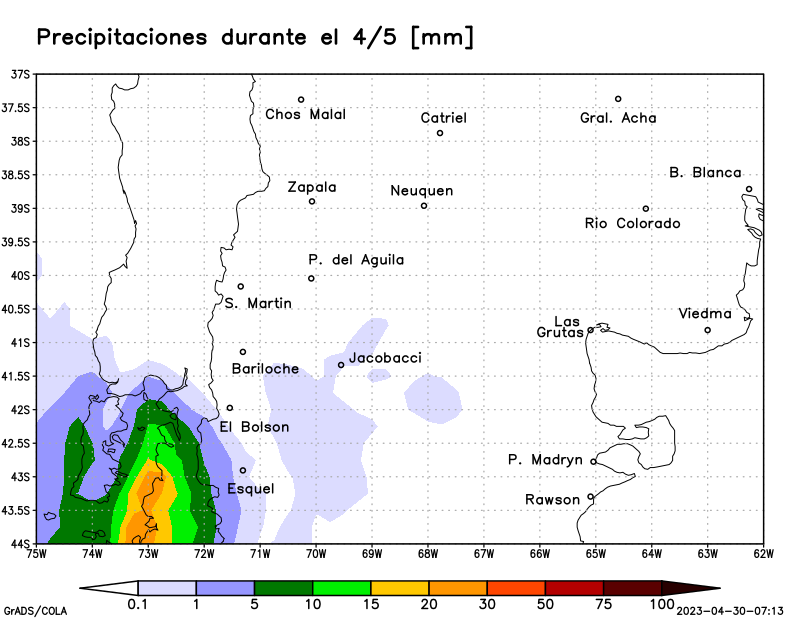 Precipitaciones durante el 4/5 [mm]
37S
37.5S
38S
38.5S
39S
39.5S
40S
40.5S
41S
41.5S
42S
42.5S
43S
43.5S
44S
Chos Malal
Catriel
Gral. Acha
B. Blanca
Zapala
Neuquen
Rio Colorado
P. del Aguila
S. Martin
Viedma
Las
Grutas
Jacobacci
Bariloche
El Bolson
P. Madryn
Esquel
Rawson
75W 74W 73W 72W 71W 70W 69W 68W 67W 66W 65W 64W 63W 62W
0.1 1 5 10 15 20 30 50 75 100
GrADS/COLA 2023-04-30-07:13